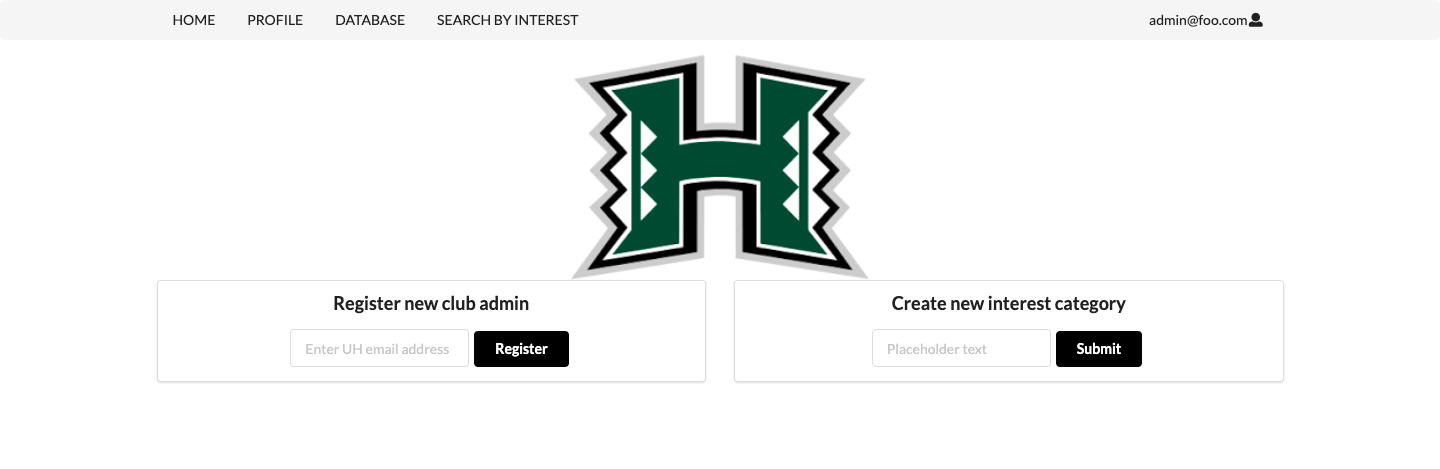 HOME PROFILE DATABASE SEARCH BY INTEREST admin@foo.com
H
Register new club admin
Enter UH email address Register
Create new interest category
Placeholder text Submit